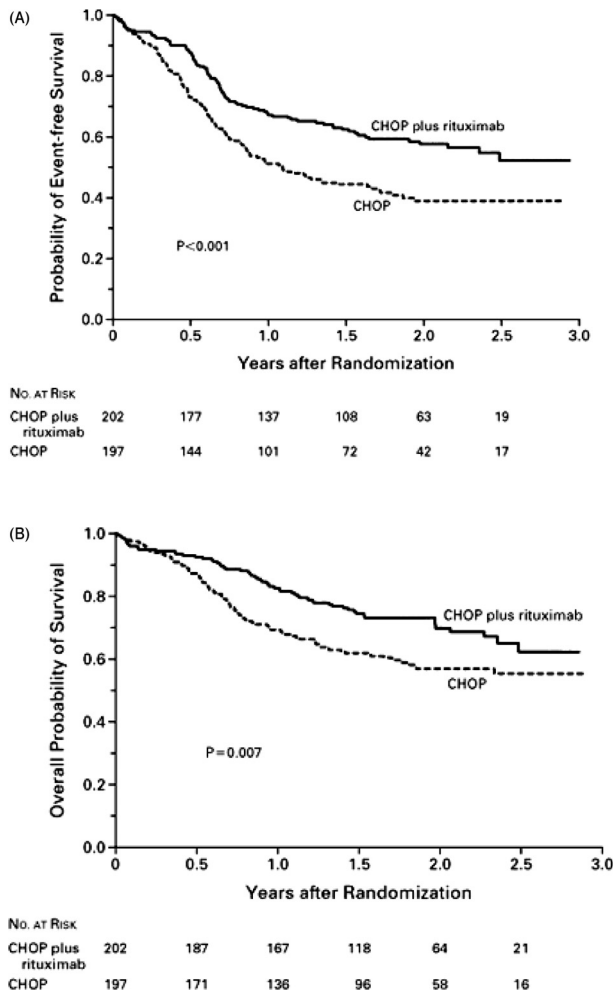 (A)
1.0
0.8
0.6
0.4
0.2
0.0
Probability of Event-free Survival
CHOP plus rituximab
CHOP
P<0.001
0 0.5 1.0 1.5 2.0 2.5 3.0
Years after Randomization
NO. AT RISK
CHOP plus 202 177 137 108 63 19
rituximab
CHOP 197 144 101 72 42 17
(B)
1.0
0.8
0.6
0.4
0.2
0.0
Overall Probability of Survival
CHOP plus rituximab
CHOP
P=0.007
0 0.5 1.0 1.5 2.0 2.5 3.0
Years after Randomization
NO. AT RISK
CHOP plus 202 187 167 118 64 21
rituximab
CHOP 197 171 136 96 58 16